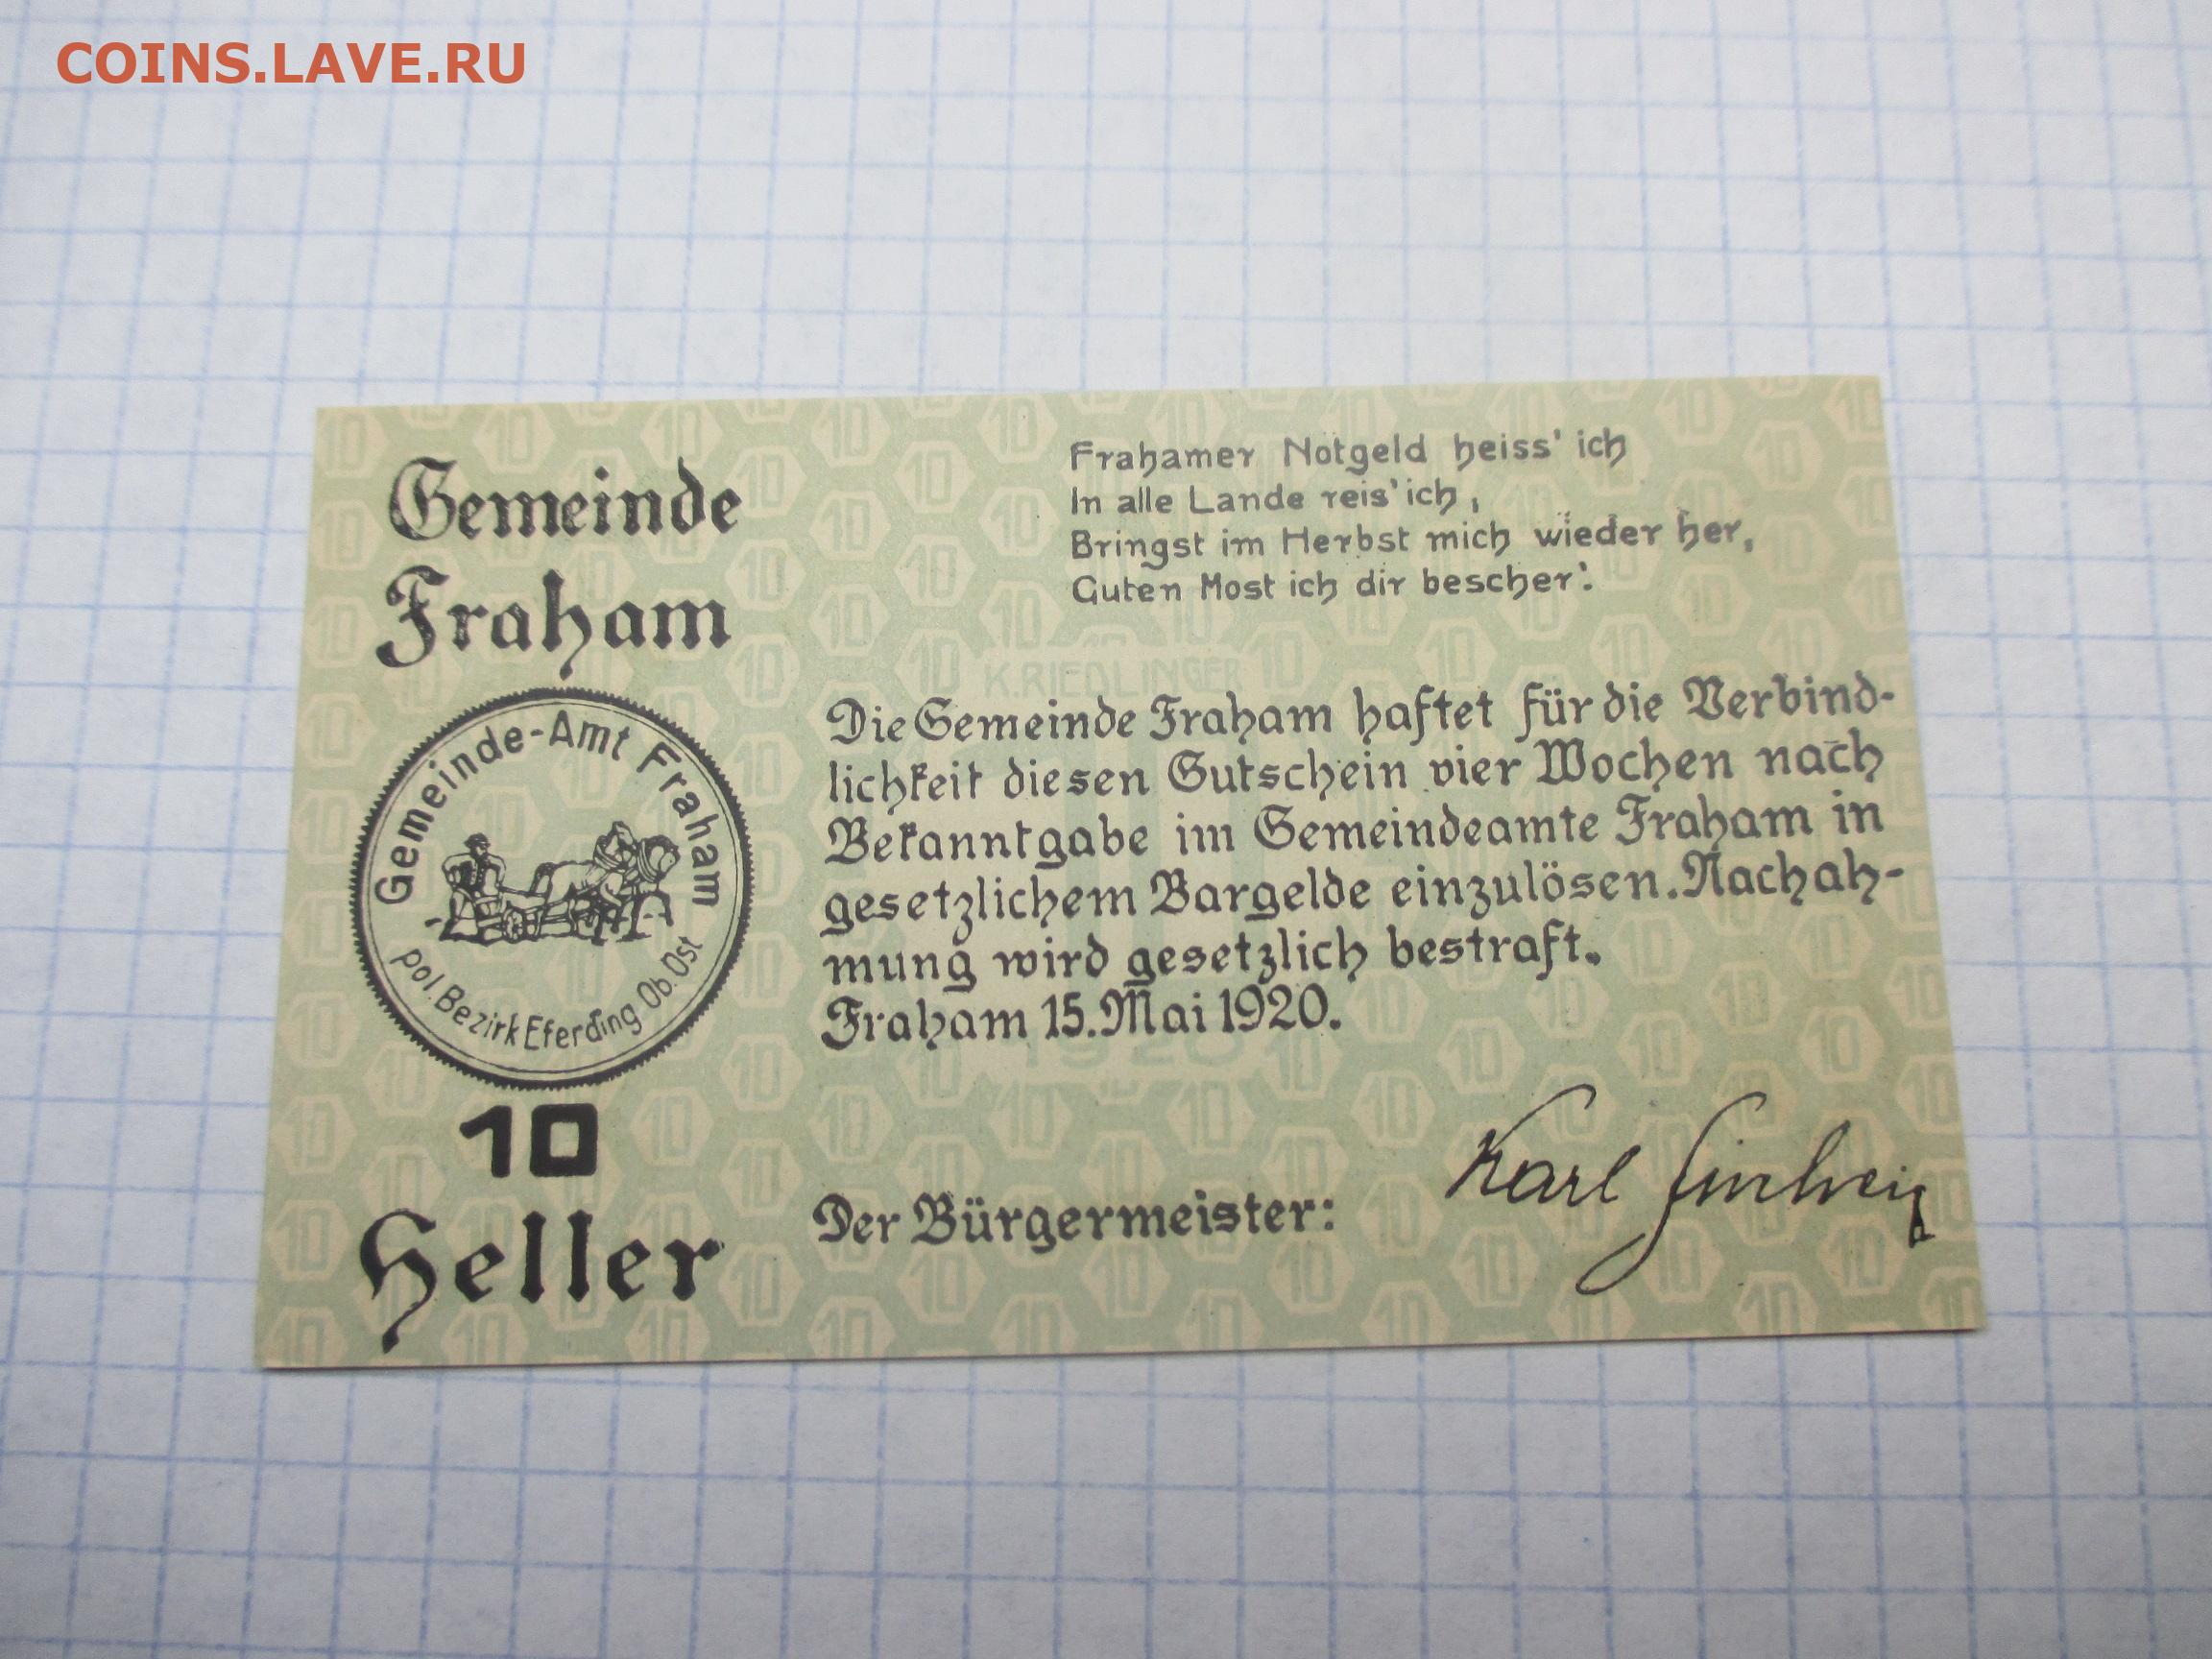 COINS.LAVE.RU
Gemeinde
Fraham
Gemeinde-Amt Fraham
pol. Bezirk Eferding Ob. Öst
10
Heller
Frahamer Notgeld heiss' ich
In alle Lande reis' ich,
Bringst im Herbst mich wieder her,
Guten Most ich dir bescher'.
K. RIEDLINGER
Die Gemeinde Fraham haftet für die Verbind-
lichkeit diesen Gutschein vier Wochen nach
Bekanntgabe im Gemeindeamte Fraham in
gesetzlichem Bargelde einzulösen. Nachah-
mung wird gesetzlich bestraft.
Fraham 15. Mai 1920.
Der Bürgermeister:
Karl